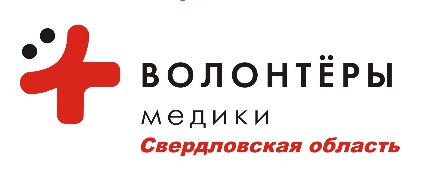 ВОЛОНТЁРЫ
медики
Свердловская область